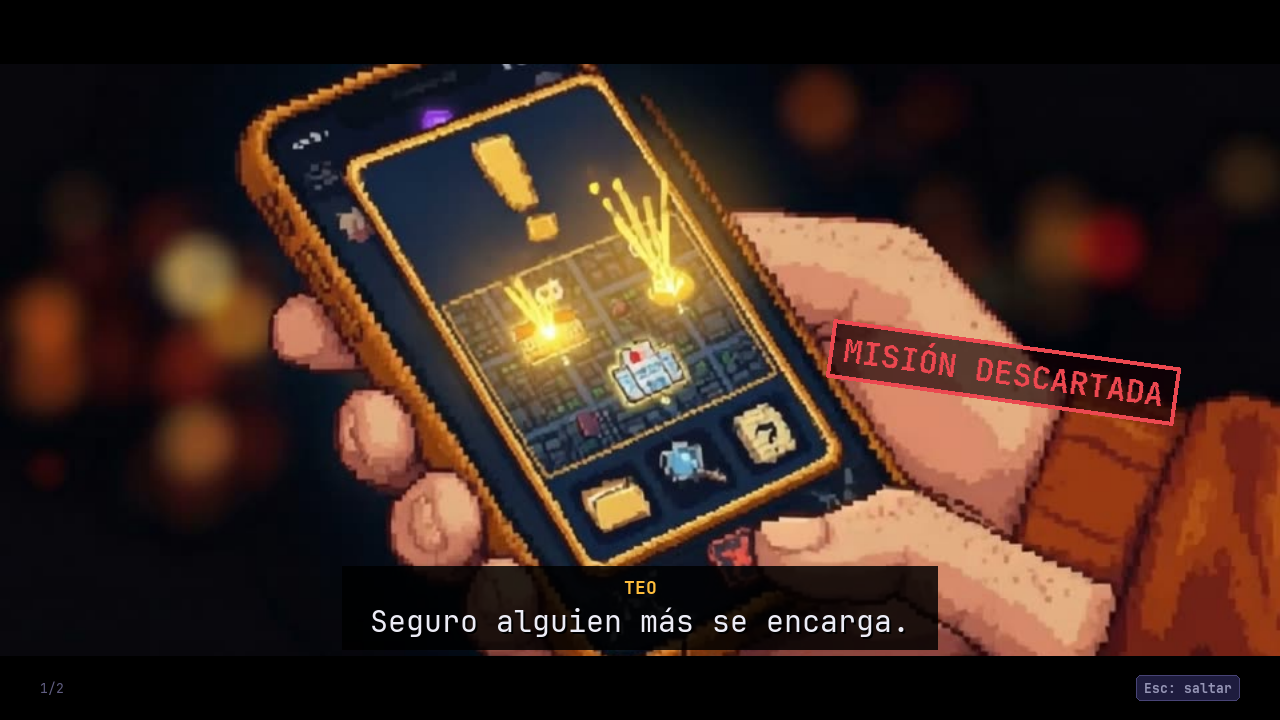 MISIÓN DESCARTADA
TEO
Seguro alguien más se encarga.
1/2
Esc: saltar